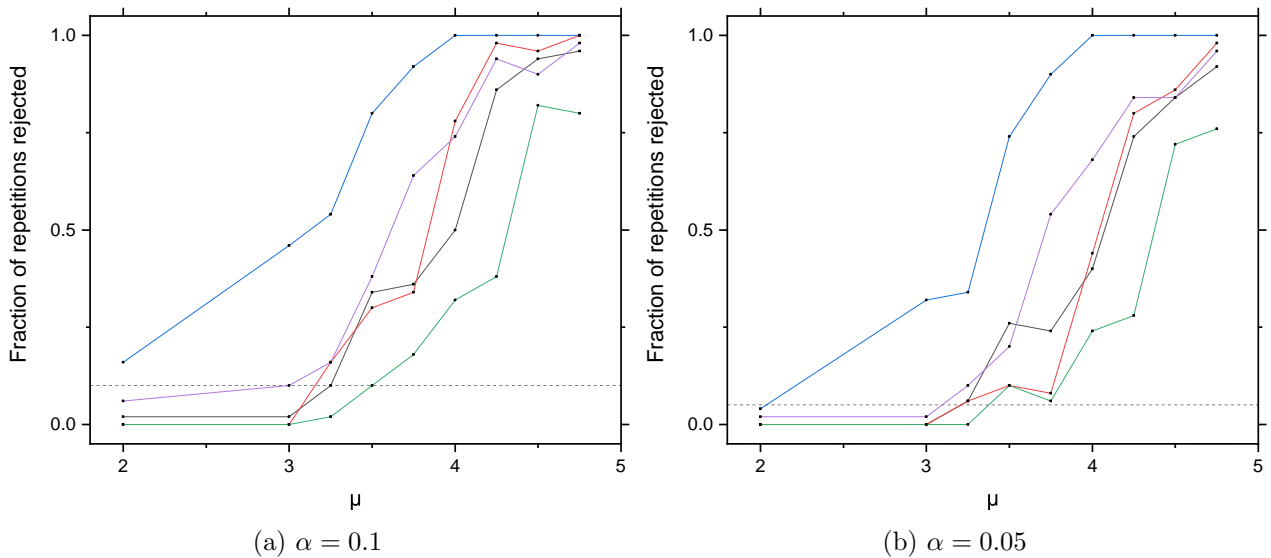 Fraction of repetitions rejected
1.0
0.5
0.0
2 3 4 5
μ
(a) α = 0.1
Fraction of repetitions rejected
1.0
0.5
0.0
2 3 4 5
μ
(b) α = 0.05